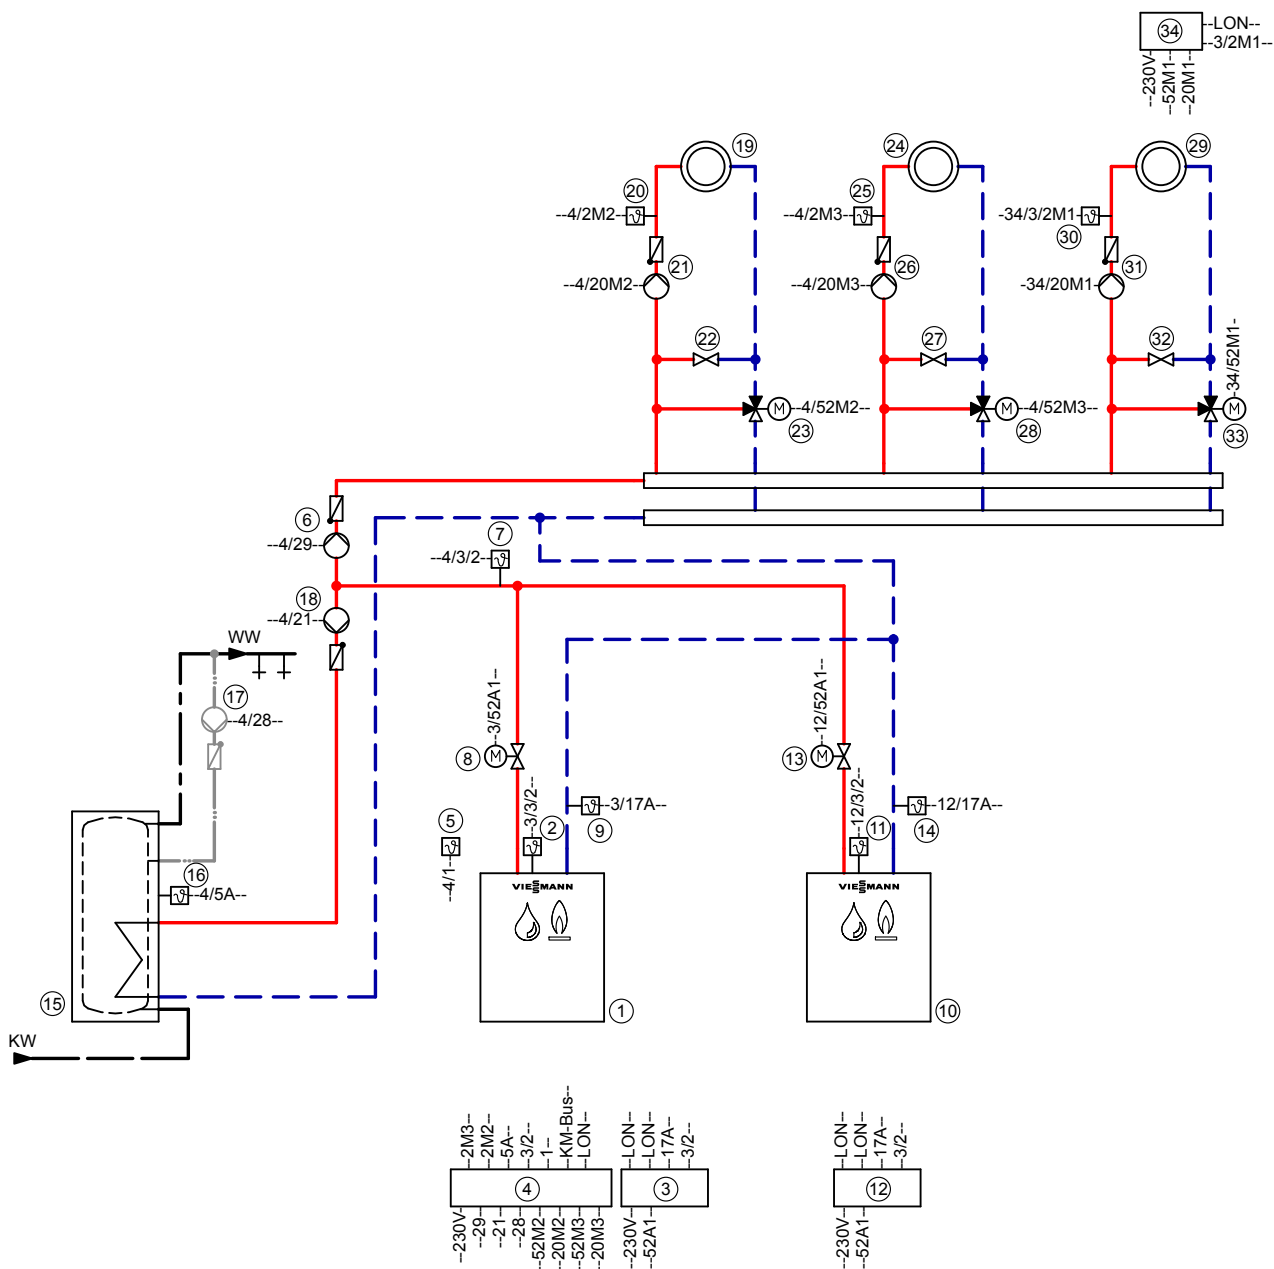 34
--LON--
--3/2M1--
--230V-
--52M1--
--20M1--
19
24
29
20
25
--4/2M2--
--4/2M3--
-34/3/2M1
30
21
26
31
--4/20M2--
--4/20M3--
-34/20M1-
22
27
32
-34/52M1-
M--4/52M2--
M--4/52M3--
M
23
28
33
6
7
--4/29--
--4/3/2--
18
--4/21--
WW
17
--4/28--
--3/52A1--
--12/52A1--
8
M
13
M
--3/3/2--
--12/3/2--
--3/17A--
--12/17A--
5
2
9
11
14
--4/1--
16
--4/5A--
VIESMANN
VIESMANN
15
1
10
KW
--2M3--
--2M2--
--5A--
--3/2--
--1--
--KM-Bus--
--LON--
--LON--
--LON--
--17A--
--3/2--
--LON--
--LON--
--17A--
--3/2--
4
3
12
--230V-
--29--
--21--
--28--
--52M2--
--20M2--
--52M3--
--20M3--
--230V-
--52A1-
--230V-
--52A1-